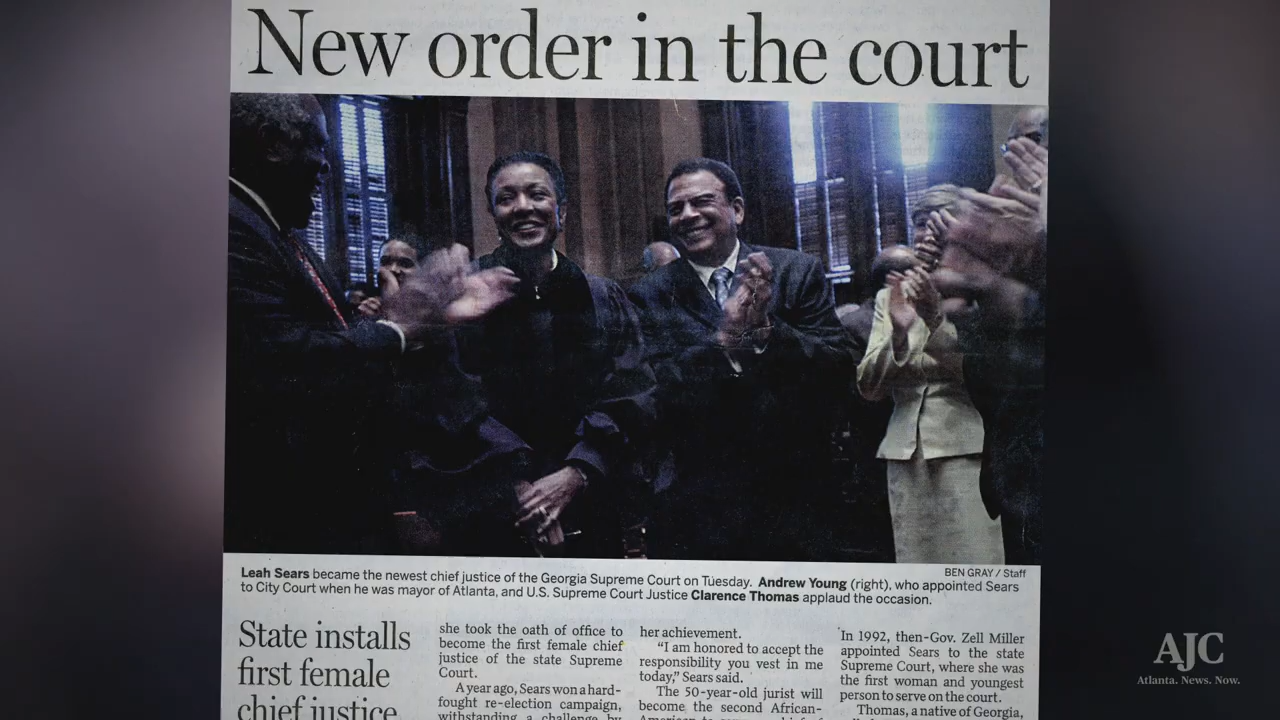 New order in the court
BEN GRAY / Staff
Leah Sears became the newest chief justice of the Georgia Supreme Court on Tuesday. Andrew Young (right), who appointed Sears
to City Court when he was mayor of Atlanta, and U.S. Supreme Court Justice Clarence Thomas applaud the occasion.
State installs
first female
chief justice
she took the oath of office to
become the first female chief
justice of the state Supreme
Court.
A year ago, Sears won a hard-
fought re-election campaign,
withstanding a challenge by
her achievement.
“I am honored to accept the
responsibility you vest in me
today,” Sears said.
The 50-year-old jurist will
become the second African-
In 1992, then-Gov. Zell Miller
appointed Sears to the state
Supreme Court, where she was
the first woman and youngest
person to serve on the court.
Thomas, a native of Georgia,
AJC
Atlanta. News. Now.